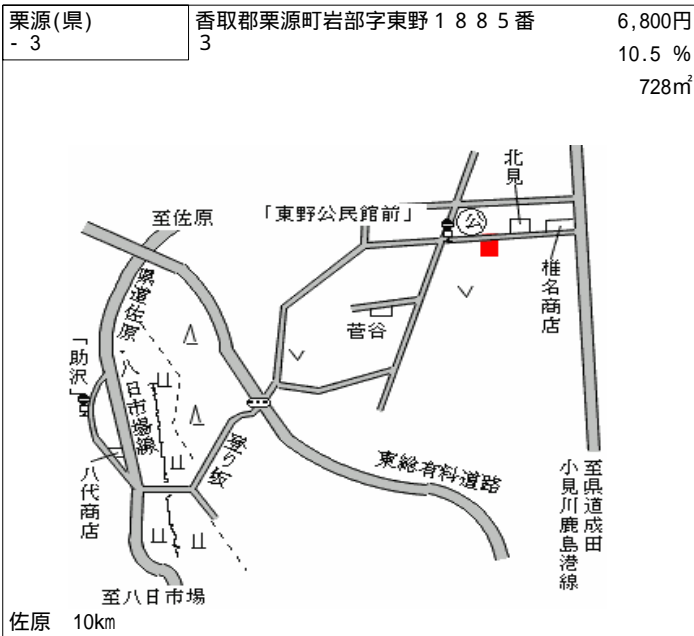 栗源(県)
- 3
香取郡栗源町岩部字東野１８８５番
３
6,800円
10.5 %
728㎡
北見
至佐原
「東野公民館前」
公
椎名商店
県道佐原・八日市場線
「助沢」
菅谷
登り坂
八代商店
東総有料道路
至県道成田
小見川鹿島港線
至八日市場
佐原　10km